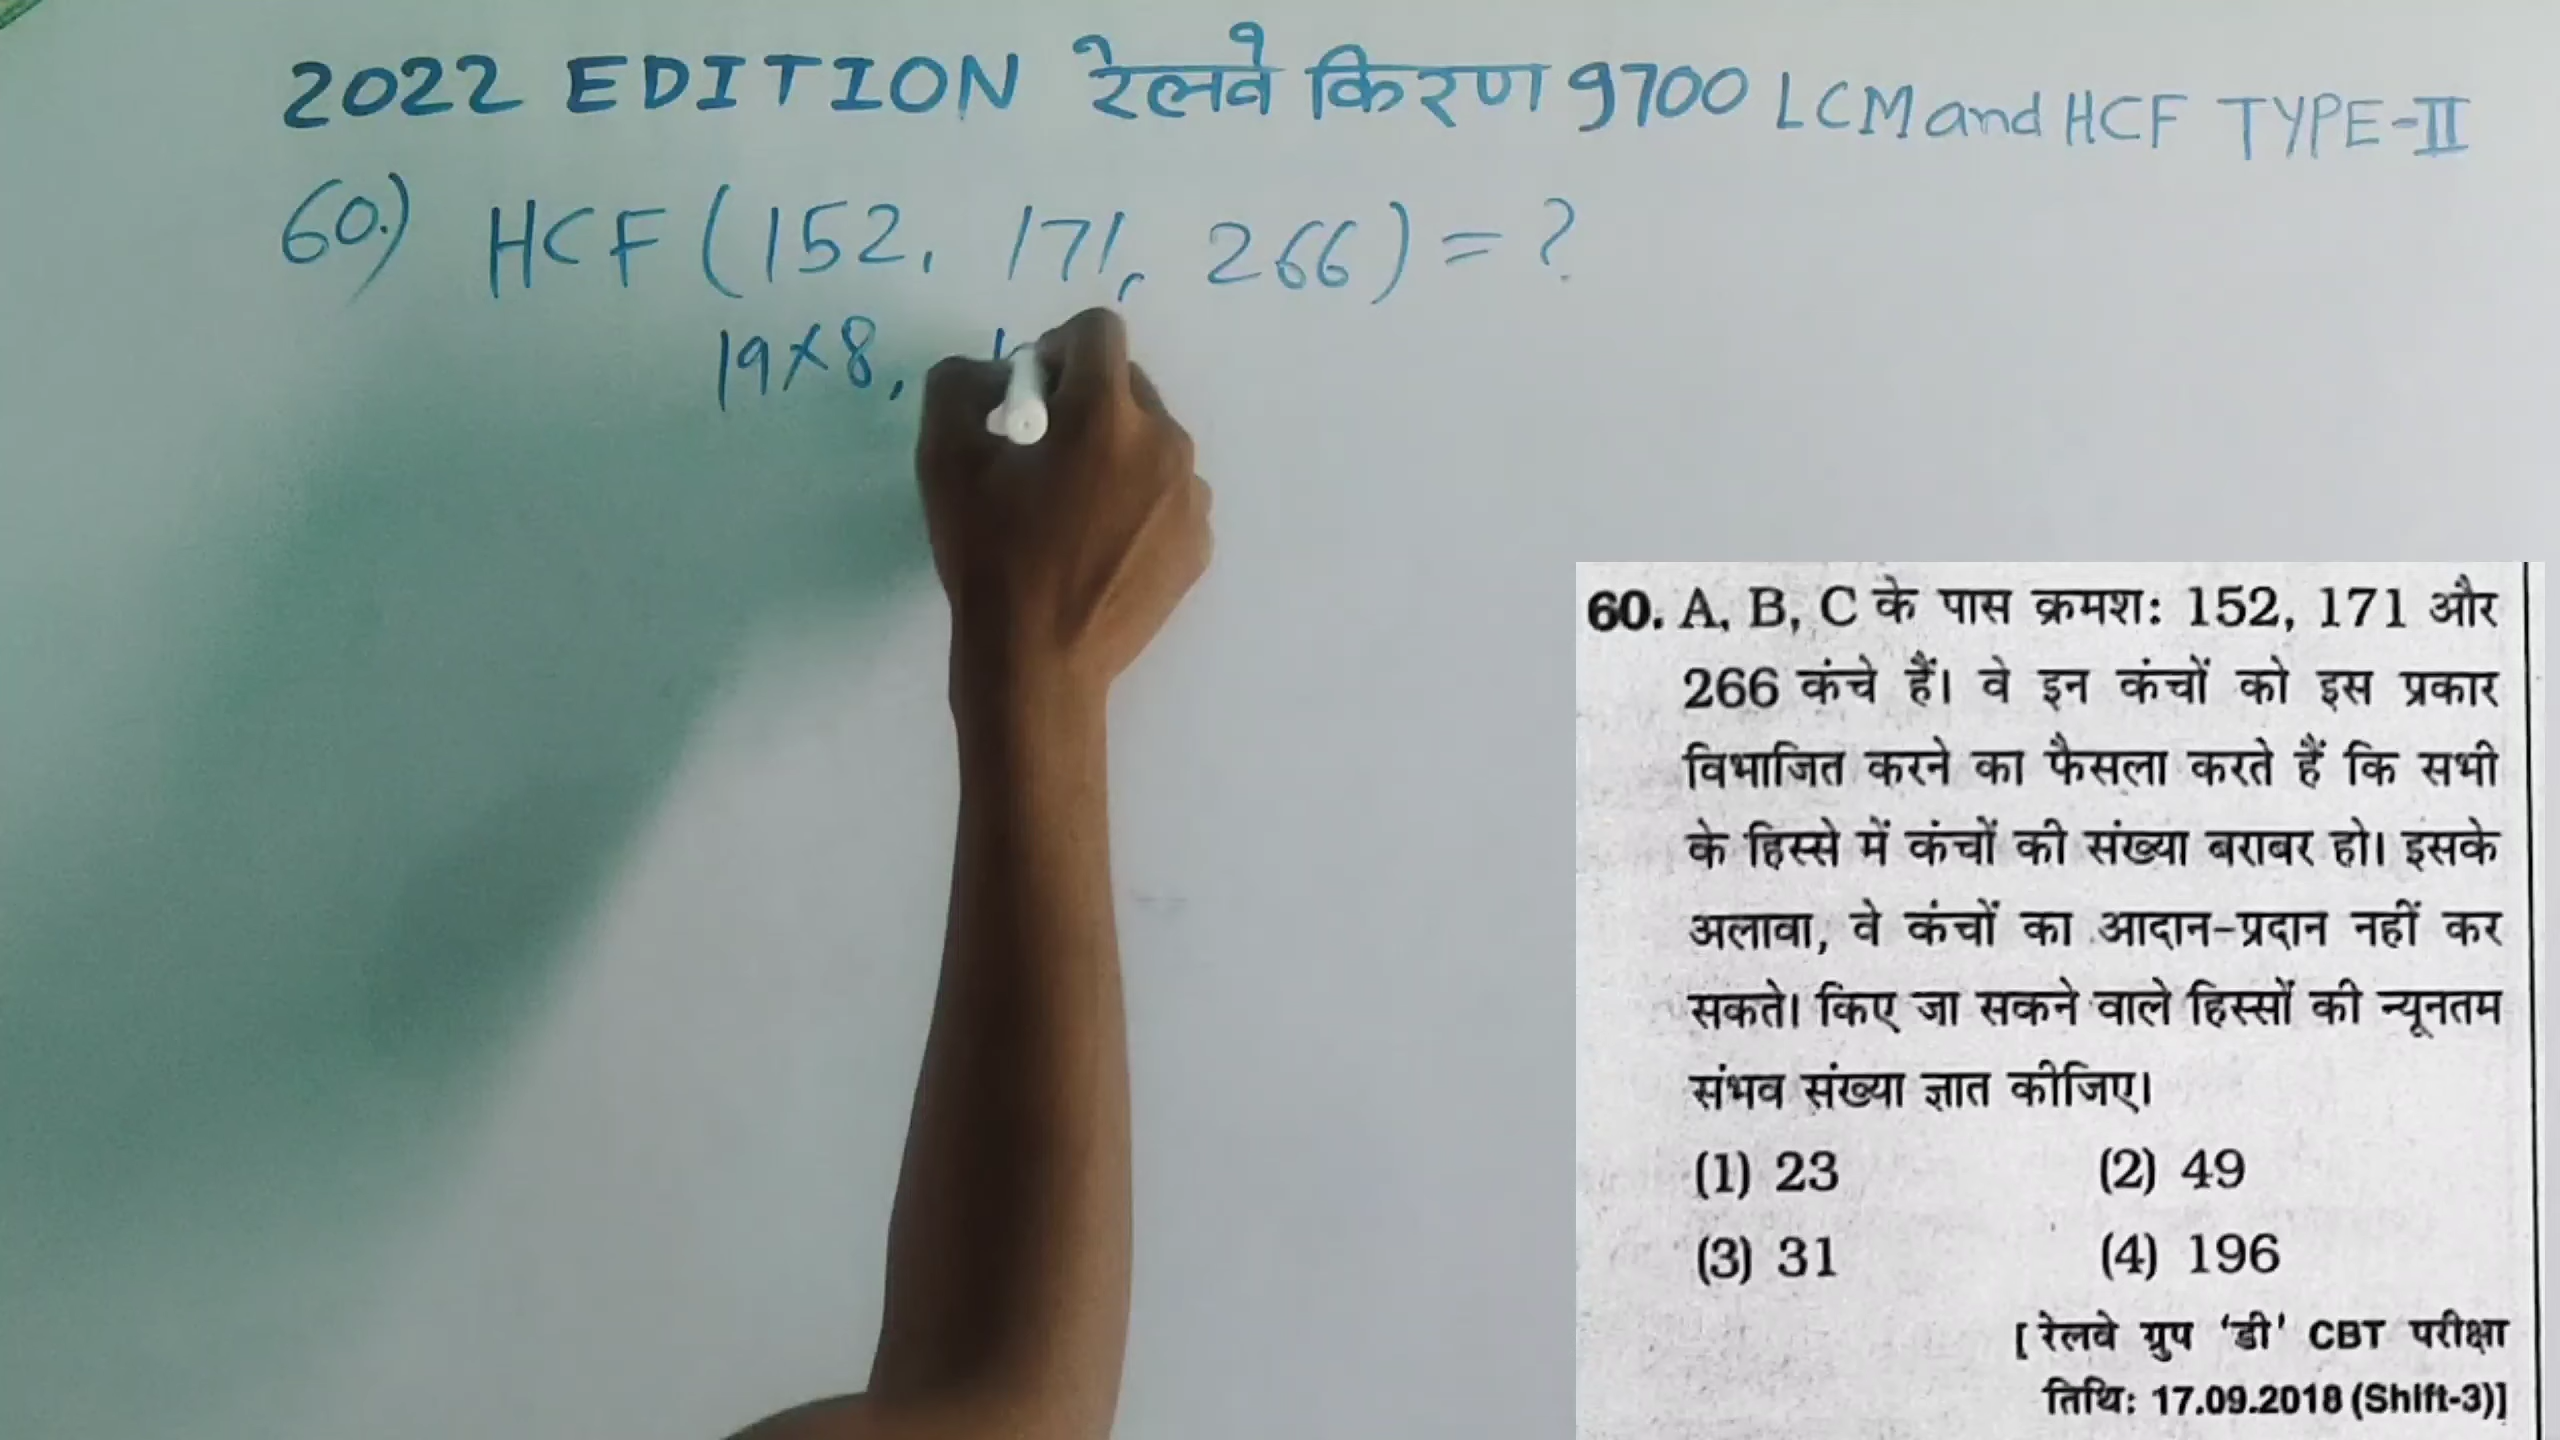 2022 EDITION रेलवे किरण 9700 LCM and HCF TYPE-II
60.) HCF (152, 171, 266) = ?
19×8, 1
60. A, B, C के पास क्रमश: 152, 171 और
266 कंचे हैं। वे इन कंचों को इस प्रकार
विभाजित करने का फैसला करते हैं कि सभी
के हिस्से में कंचों की संख्या बराबर हो। इसके
अलावा, वे कंचों का आदान-प्रदान नहीं कर
सकते। किए जा सकने वाले हिस्सों की न्यूनतम
संभव संख्या ज्ञात कीजिए।
(1) 23 (2) 49
(3) 31 (4) 196
[रेलवे ग्रुप 'डी' CBT परीक्षा
तिथि: 17.09.2018 (Shift-3)]